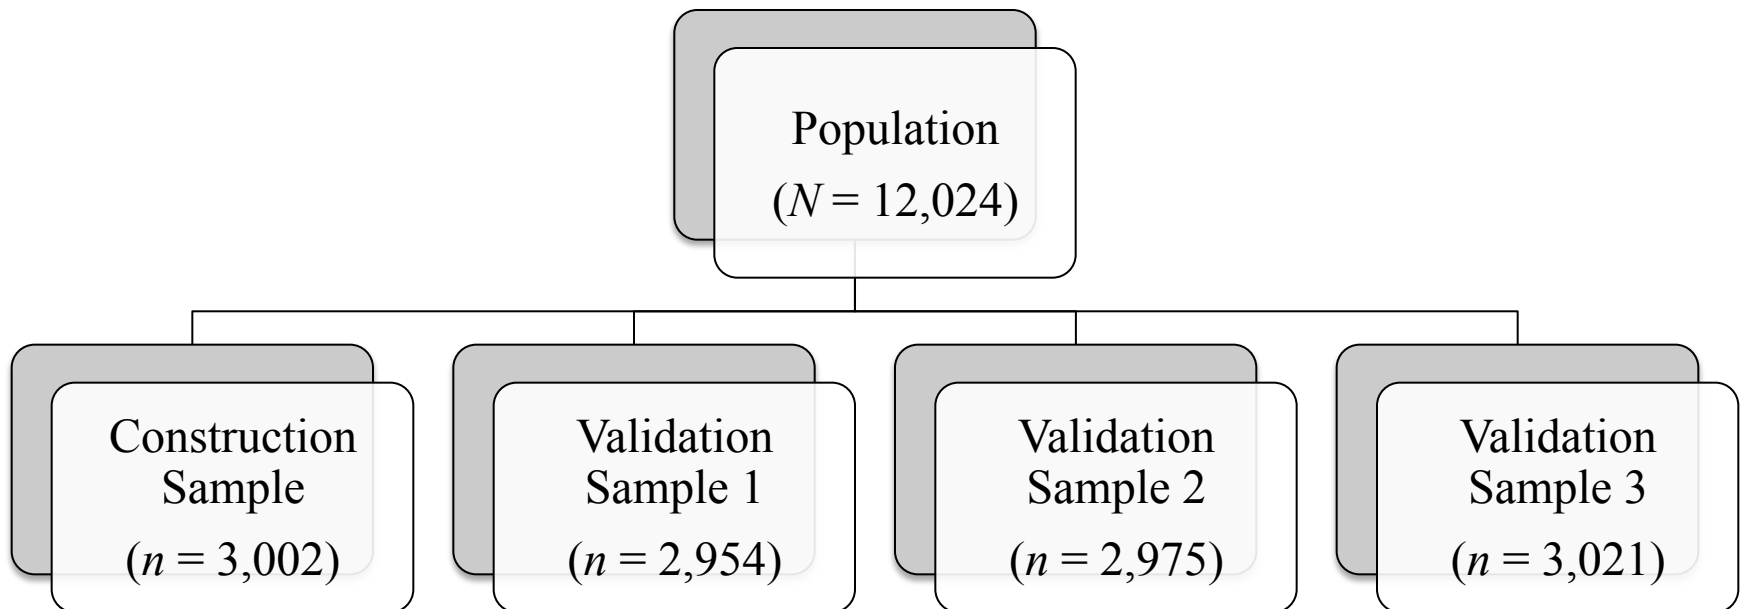 Population
(N = 12,024)
Construction
Sample
(n = 3,002)
Validation
Sample 1
(n = 2,954)
Validation
Sample 2
(n = 2,975)
Validation
Sample 3
(n = 3,021)